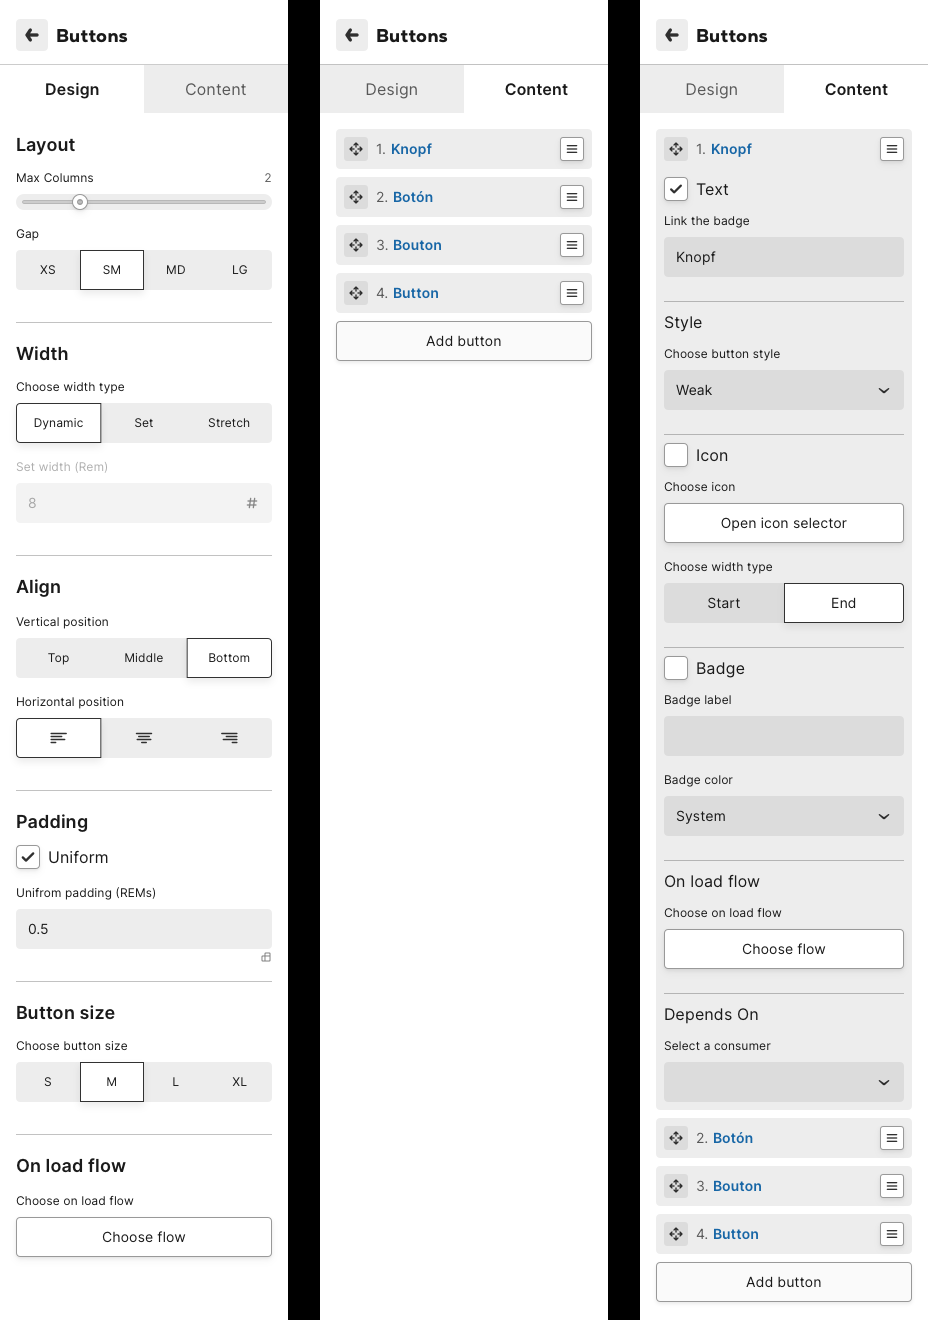 Buttons
Design
Content
Layout
Max Columns
2
Gap
XS
SM
MD
LG
Width
Choose width type
Dynamic
Set
Stretch
Set width (Rem)
8
#
Align
Vertical position
Top
Middle
Bottom
Horizontal position
Padding
Uniform
Unifrom padding (REMs)
0.5
Button size
Choose button size
S
M
L
XL
On load flow
Choose on load flow
Choose flow
Buttons
Design
Content
1. Knopf
2. Botón
3. Bouton
4. Button
Add button
Buttons
Design
Content
1. Knopf
Text
Link the badge
Knopf
Style
Choose button style
Weak
Icon
Choose icon
Open icon selector
Choose width type
Start
End
Badge
Badge label
Badge color
System
On load flow
Choose on load flow
Choose flow
Depends On
Select a consumer
2. Botón
3. Bouton
4. Button
Add button